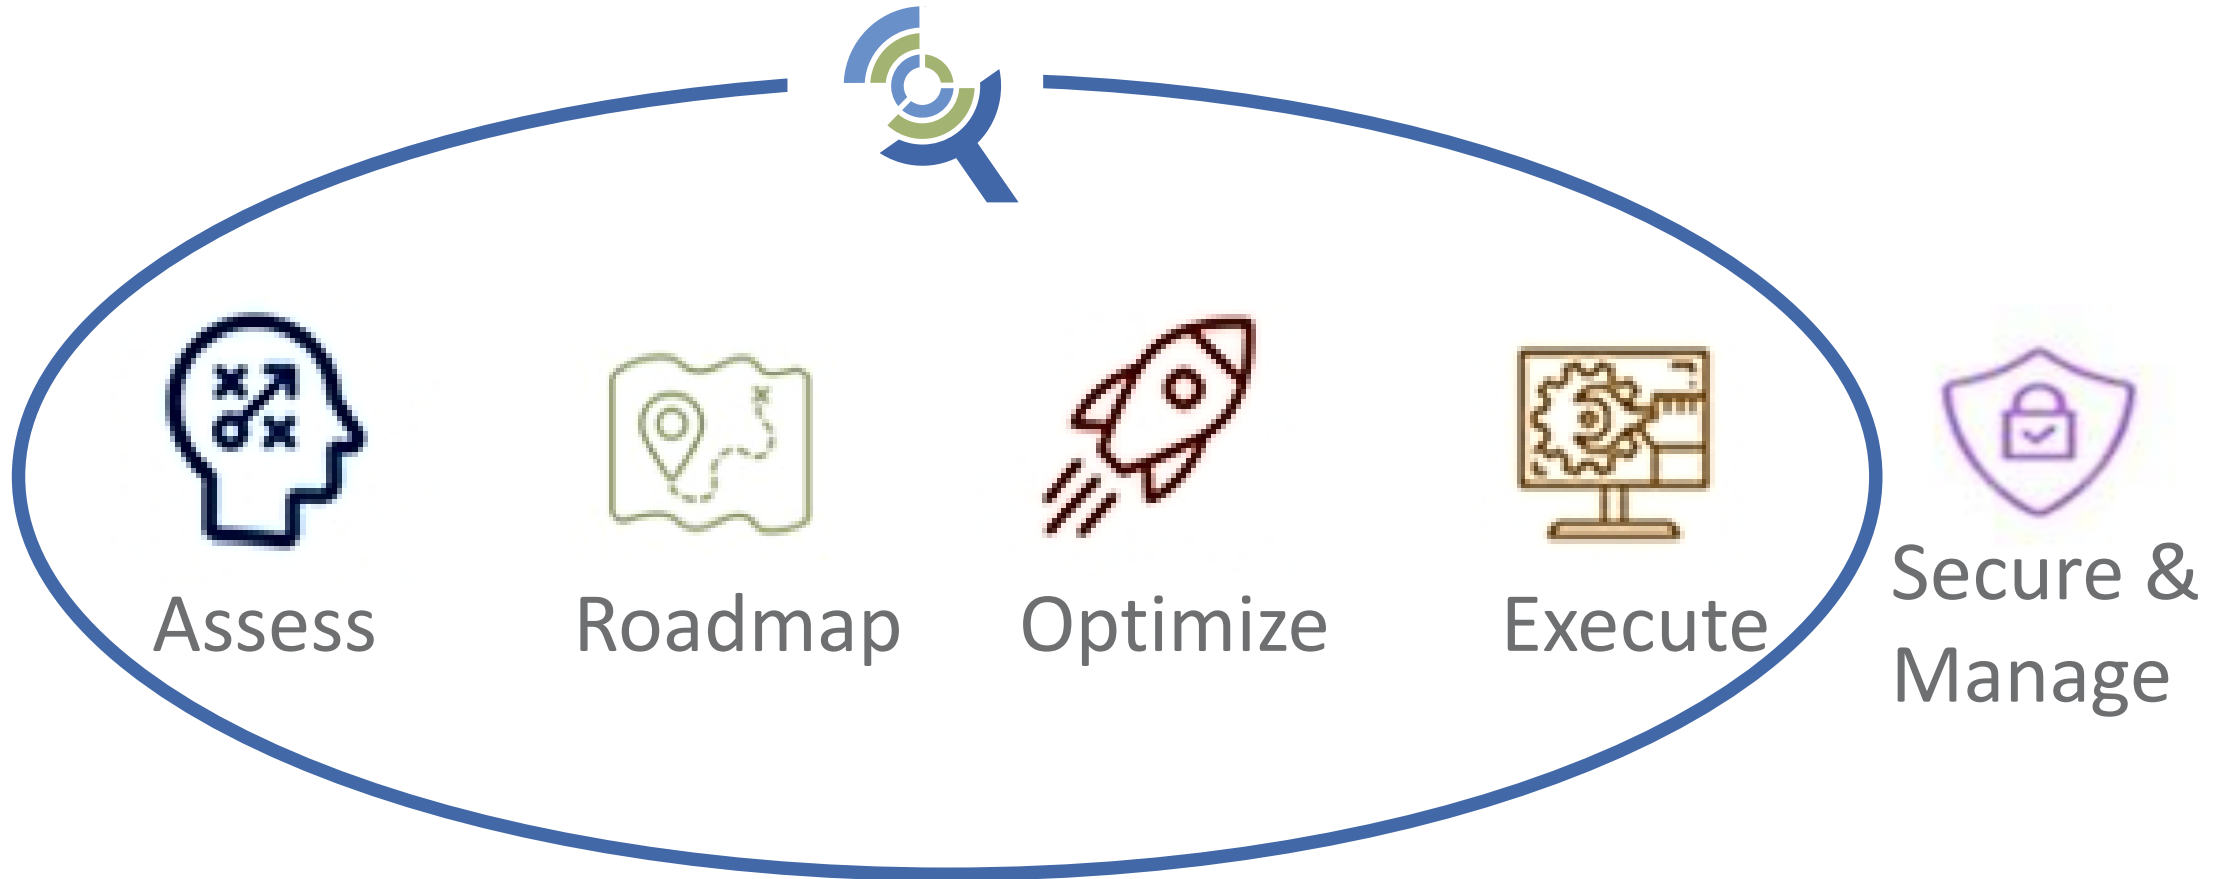 Assess
Roadmap
Optimize
Execute
Secure &
Manage